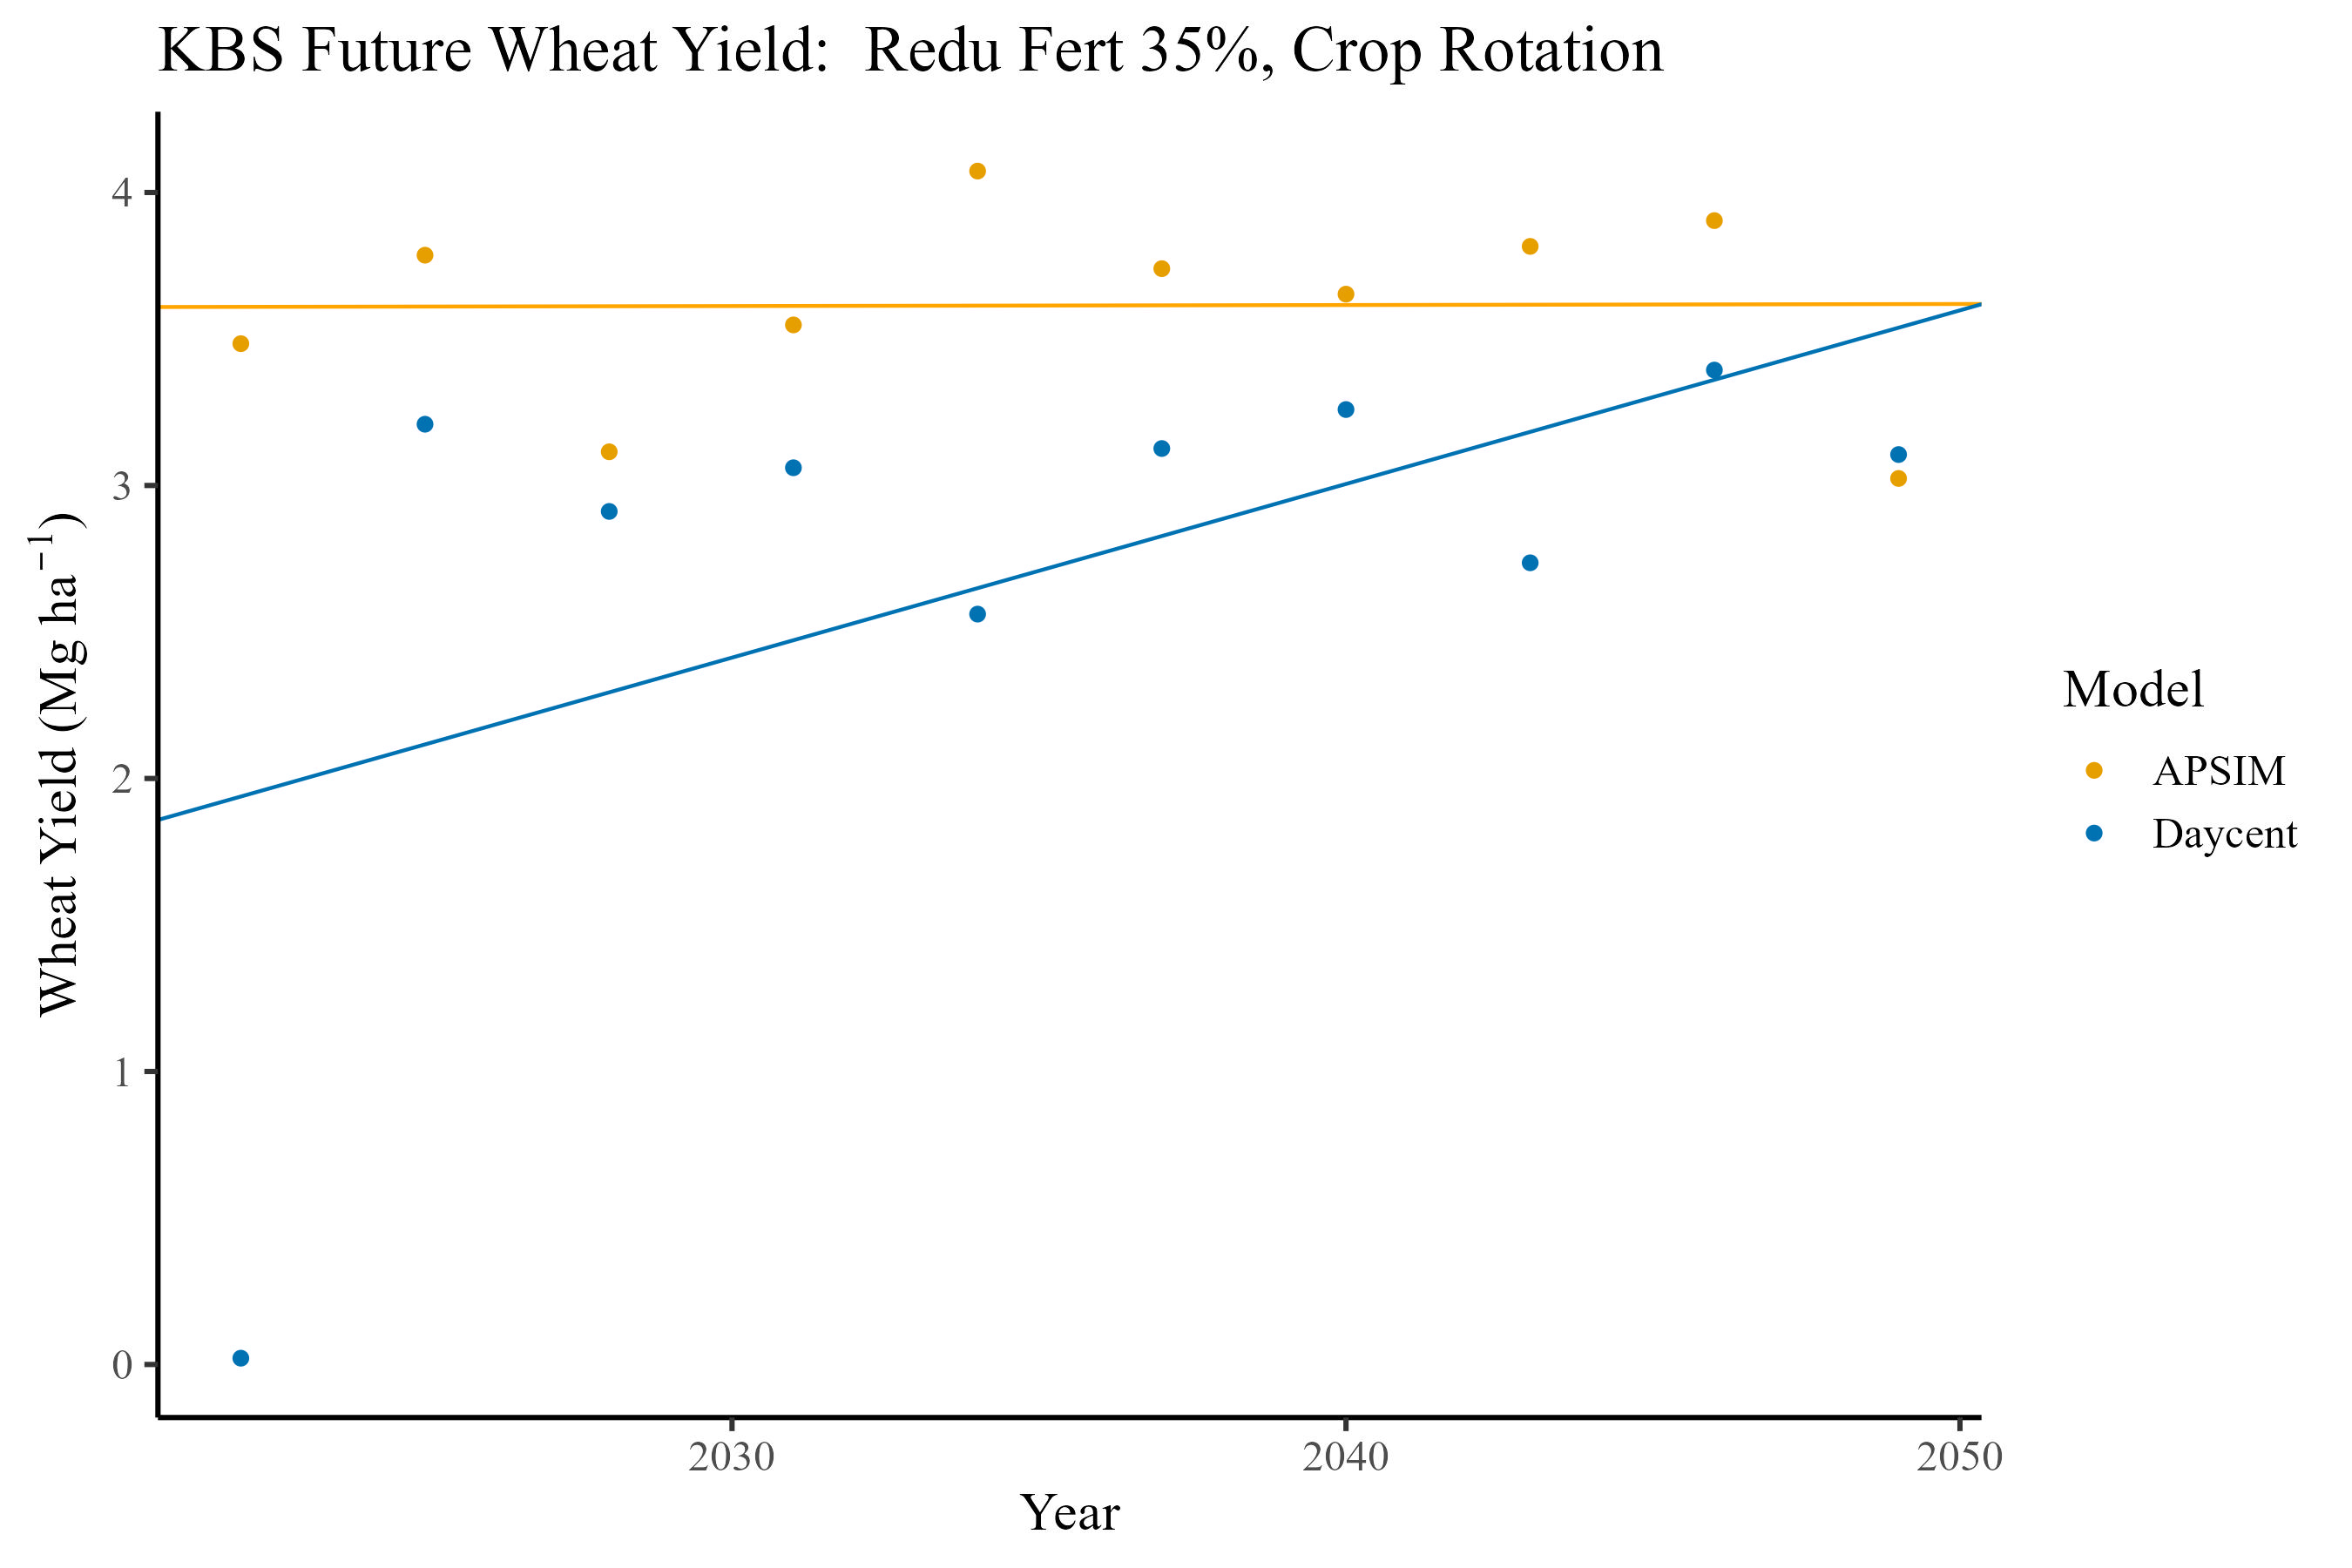 KBS Future Wheat Yield:  Redu Fert 35%, Crop Rotation
Wheat Yield (Mg ha⁻¹)
4
3
2
1
0
2030
2040
2050
Year
Model
APSIM
Daycent